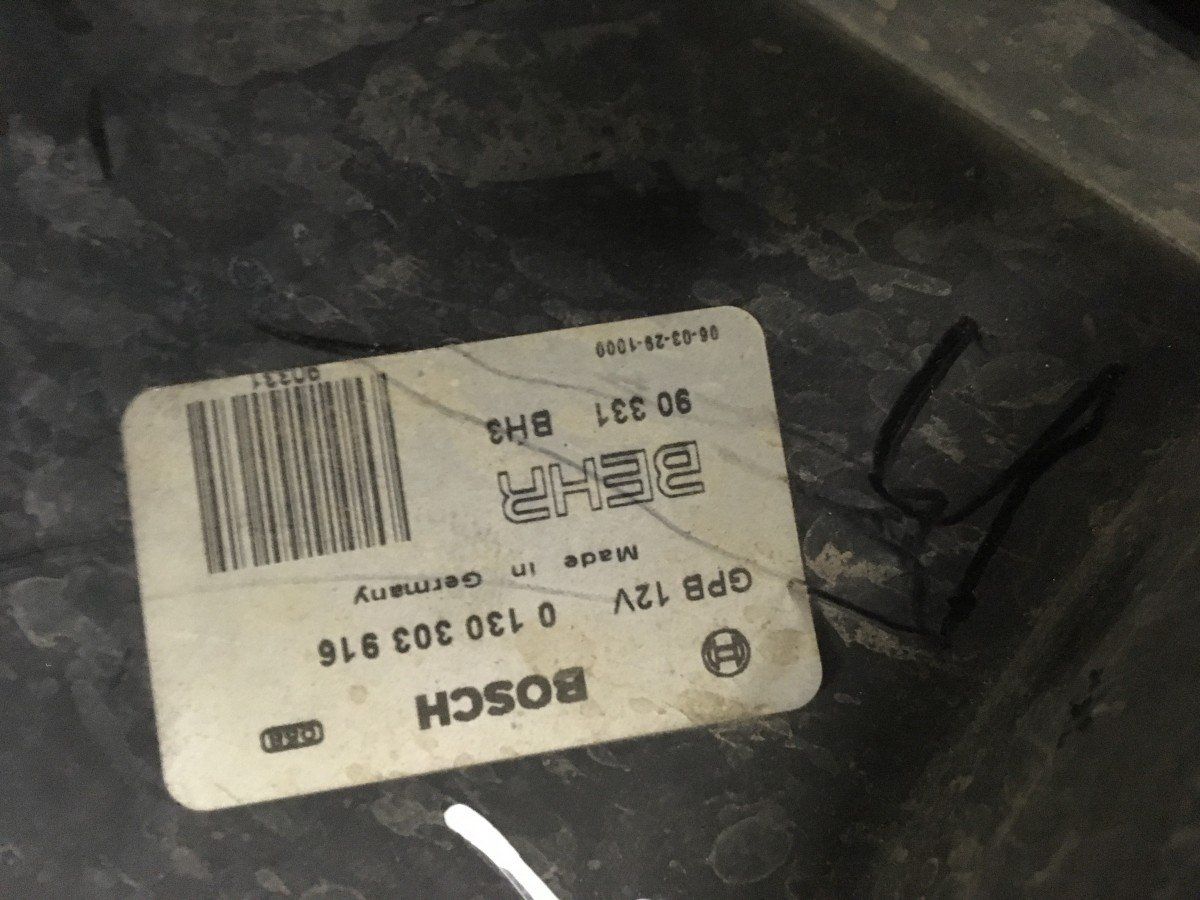 BOSCH
0 130 303 916
GPB 12V
Made in Germany
BEHR
90 331 BH3
06-03-29-1009
90331